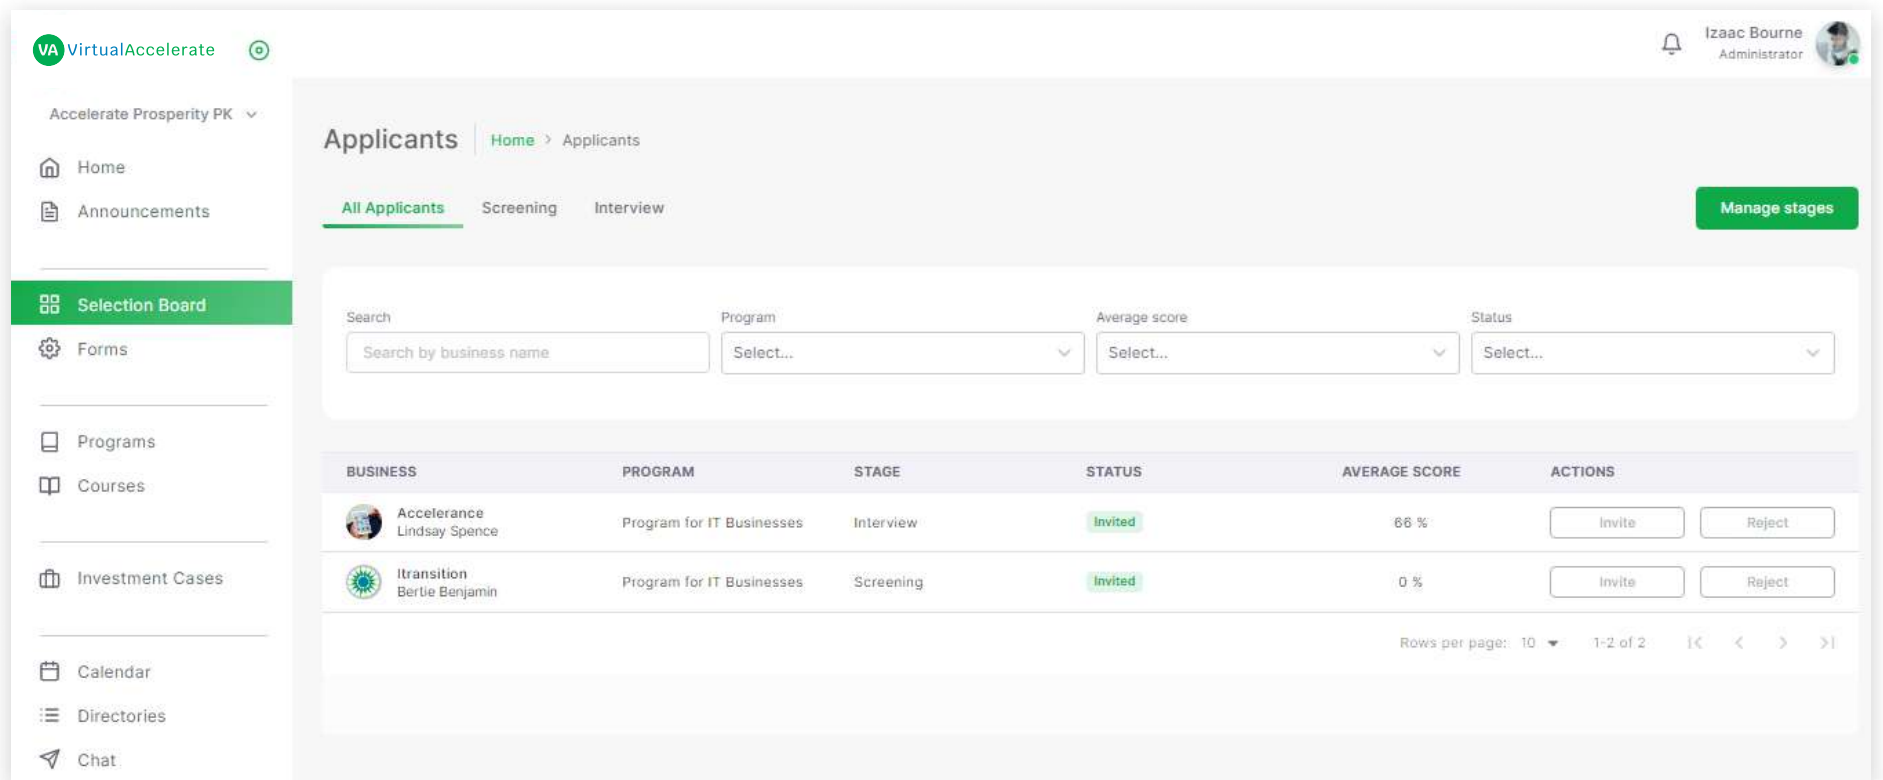 VA VirtualAccelerate
Izaac Bourne
Administrator
Accelerate Prosperity PK
Home
Announcements
Selection Board
Forms
Programs
Courses
Investment Cases
Calendar
Directories
Chat
Applicants Home > Applicants
All Applicants Screening Interview
Manage stages
Search Program Average score Status
Search by business name Select... Select... Select...
BUSINESS PROGRAM STAGE STATUS AVERAGE SCORE ACTIONS
Accelerance
Lindsay Spence
Program for IT Businesses Interview Invited 66 % Invite Reject
Itransition
Bertie Benjamin
Program for IT Businesses Screening Invited 0 % Invite Reject
Rows per page: 10 1-2 of 2